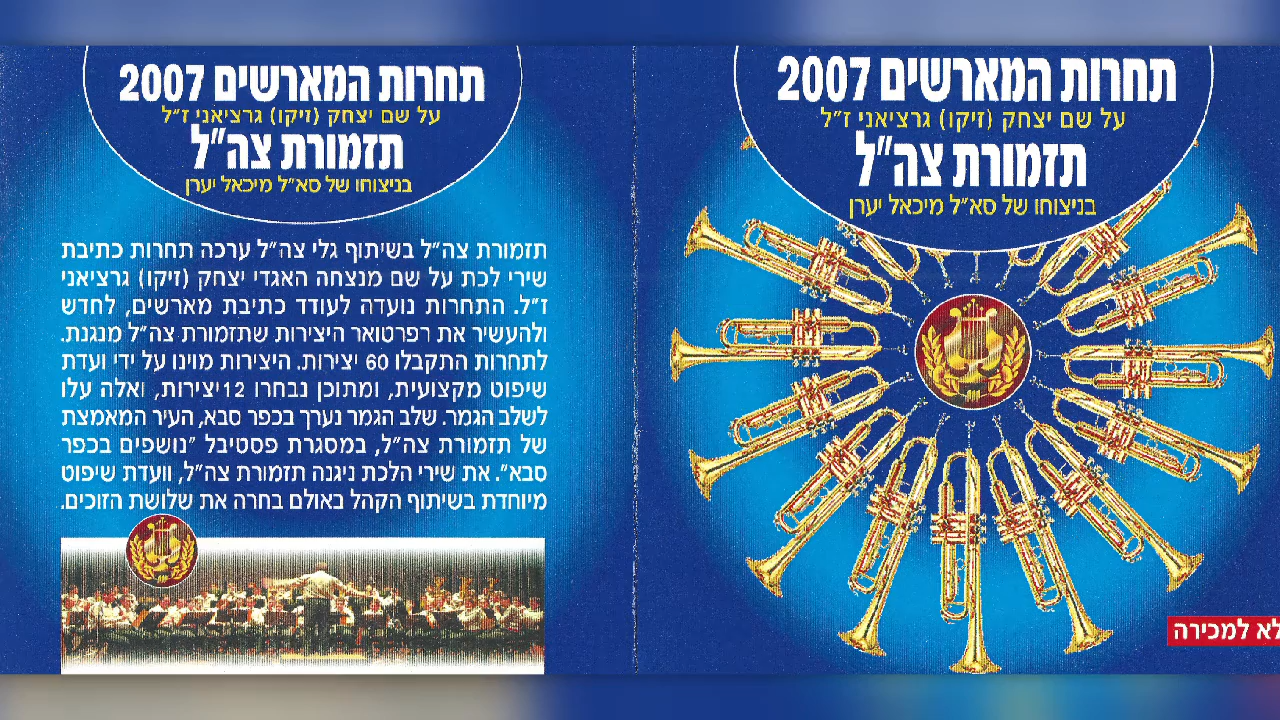 תחרות המארשים 2007
על שם יצחק (זיקו) גרציאני ז"ל
תזמורת צה"ל
בניצוחו של סא"ל מיכאל יערן
לא למכירה
תחרות המארשים 2007
על שם יצחק (זיקו) גרציאני ז"ל
תזמורת צה"ל
בניצוחו של סא"ל מיכאל יערן
תזמורת צה"ל בשיתוף גלי צה"ל ערכה תחרות כתיבת
שירי לכת על שם מנצחה האגדי יצחק (זיקו) גרציאני
ז"ל. התחרות נועדה לעודד כתיבת מארשים, לחדש
ולהעשיר את רפרטואר היצירות שתזמורת צה"ל מנגנת.
לתחרות התקבלו 60 יצירות. היצירות מוינו על ידי ועדת
שיפוט מקצועית, ומתוכן נבחרו 12יצירות, ואלה עלו
לשלב הגמר. שלב הגמר נערך בכפר סבא, העיר המאמצת
של תזמורת צה"ל, במסגרת פסטיבל "נושפים בכפר
סבא". את שירי הלכת ניגנה תזמורת צה"ל, וועדת שיפוט
מיוחדת בשיתוף הקהל באולם בחרה את שלושת הזוכים.